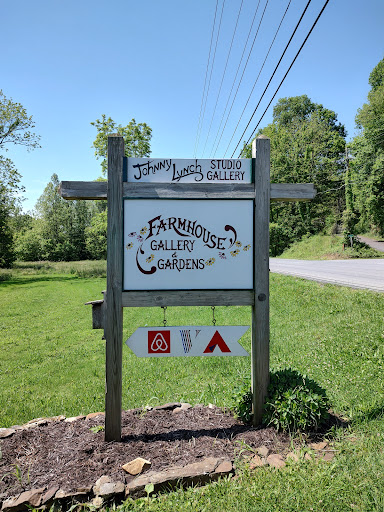 Johnny Lynch STUDIO
GALLERY
FARMHOUSE
GALLERY &
GARDENS